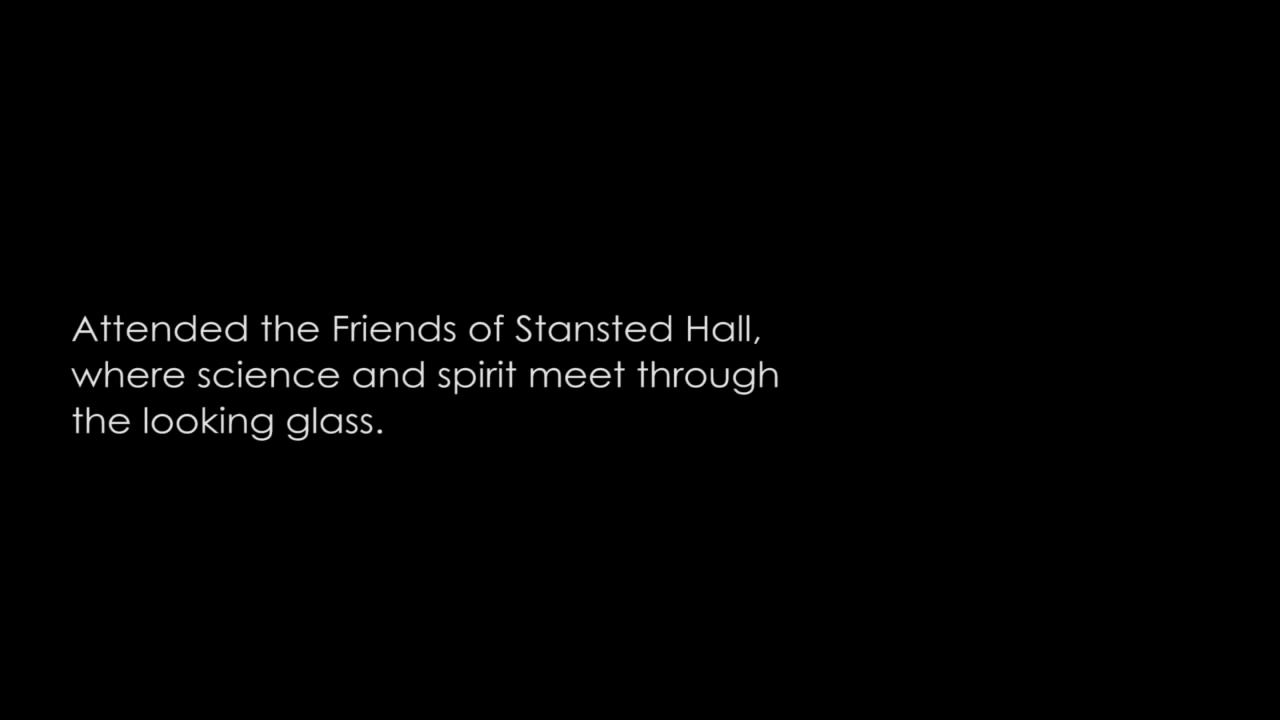 Attended the Friends of Stansted Hall,
where science and spirit meet through
the looking glass.